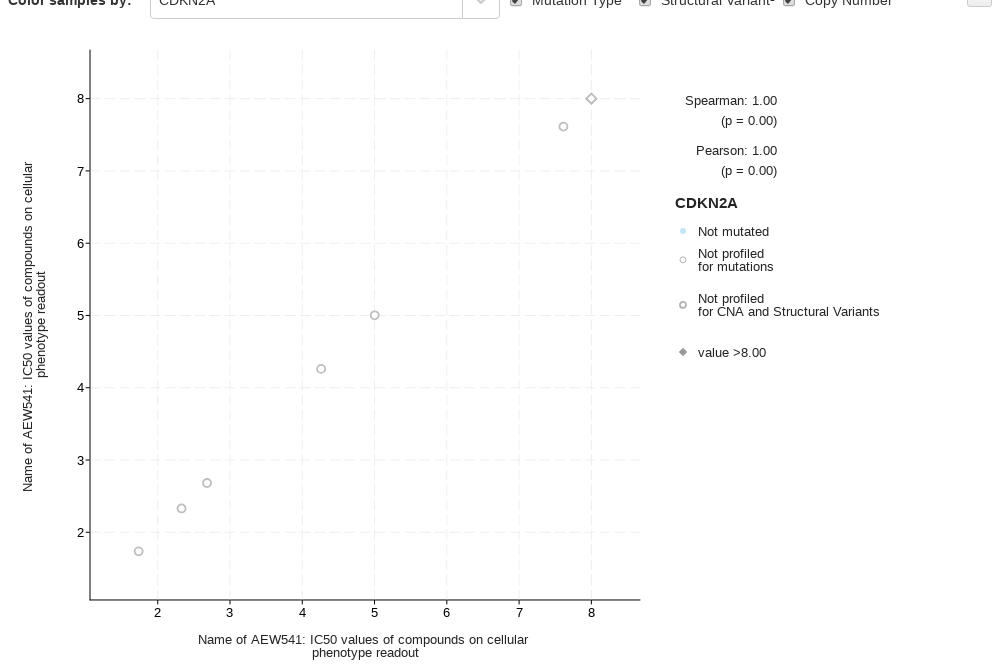 Color samples by:
CDKN2A
Mutation Type
Structural Variant
Copy Number
8
7
6
5
4
3
2
Name of AEW541: IC50 values of compounds on cellular
phenotype readout
2 3 4 5 6 7 8
Name of AEW541: IC50 values of compounds on cellular
phenotype readout
Spearman: 1.00
(p = 0.00)
Pearson: 1.00
(p = 0.00)
CDKN2A
Not mutated
Not profiled
for mutations
Not profiled
for CNA and Structural Variants
value >8.00